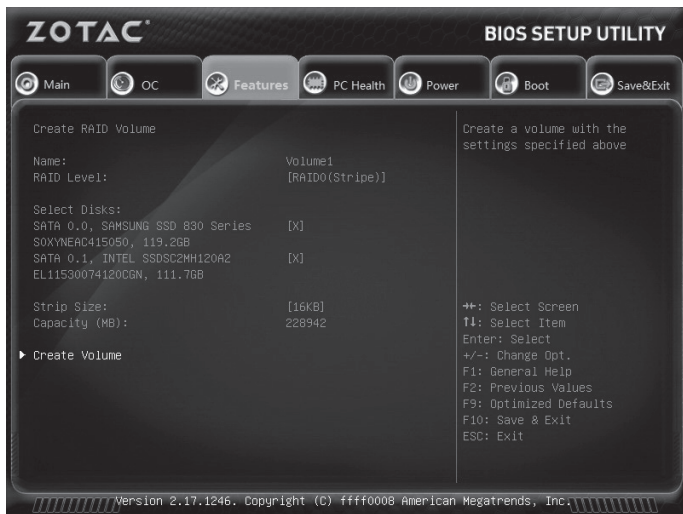 ZOTAC®
BIOS SETUP UTILITY
Main
OC
Features
PC Health
Power
Boot
Save&Exit
Create RAID Volume
Name: Volume1
RAID Level: [RAID0(Stripe)]
Select Disks:
SATA 0.0, SAMSUNG SSD 830 Series [X]
S0XYNEAC415050, 119.2GB
SATA 0.1, INTEL SSDSC2MH120A2 [X]
EL11530074120CGN, 111.7GB
Strip Size: [16KB]
Capacity (MB): 228942
▶ Create Volume
Create a volume with the
settings specified above
→←: Select Screen
↑↓: Select Item
Enter: Select
+/-: Change Opt.
F1: General Help
F2: Previous Values
F9: Optimized Defaults
F10: Save & Exit
ESC: Exit
Version 2.17.1246. Copyright (C) ffff0008 American Megatrends, Inc.